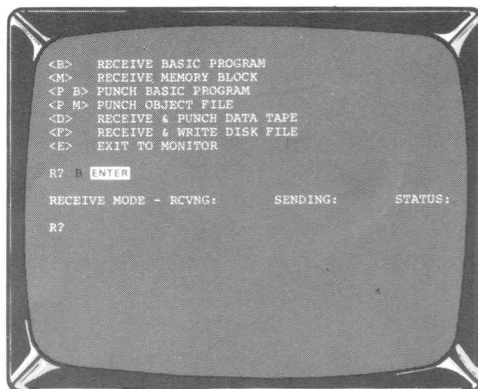 <B> RECEIVE BASIC PROGRAM
<M> RECEIVE MEMORY BLOCK
<P B> PUNCH BASIC PROGRAM
<P M> PUNCH OBJECT FILE
<D> RECEIVE & PUNCH DATA TAPE
<F> RECEIVE & WRITE DISK FILE
<E> EXIT TO MONITOR
R? B ENTER
RECEIVE MODE - RCVNG: SENDING: STATUS:
R?